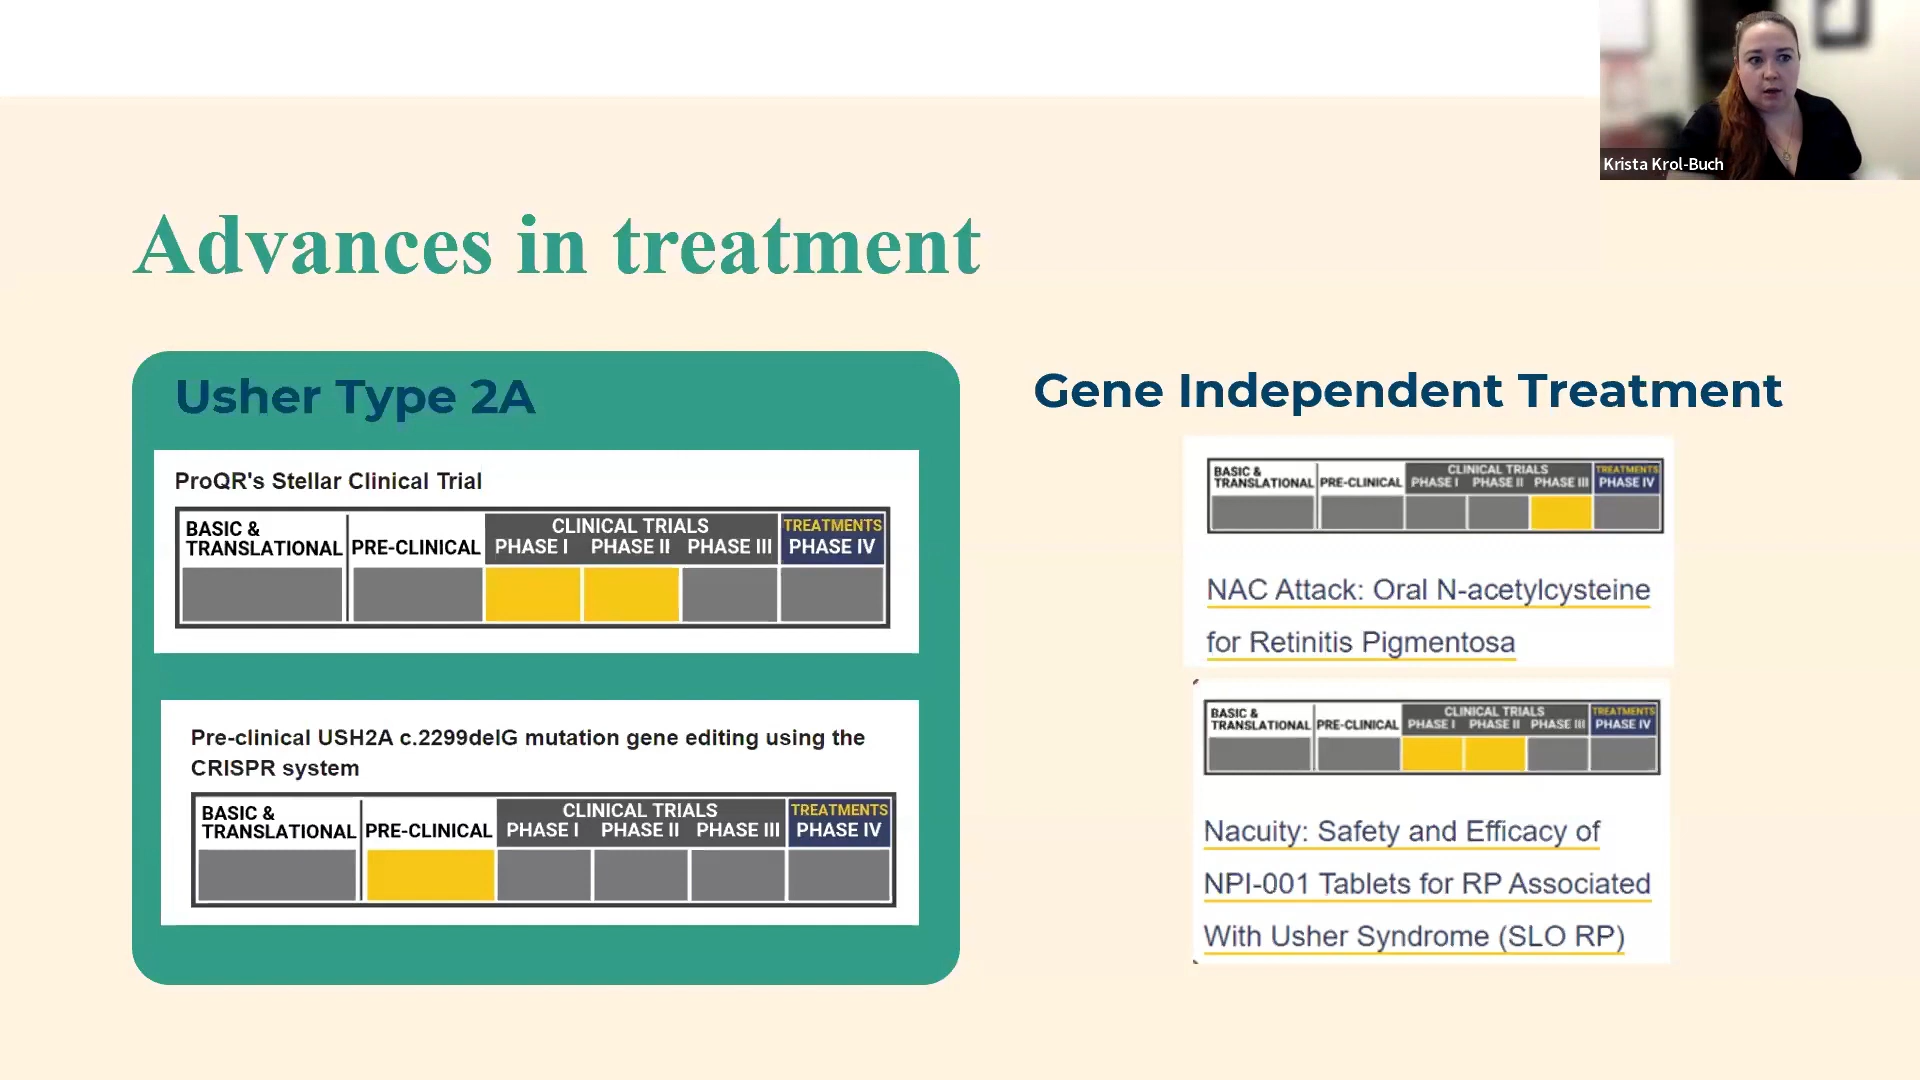 Krista Krol-Buch
Advances in treatment
Usher Type 2A
ProQR's Stellar Clinical Trial
BASIC &
TRANSLATIONAL
PRE-CLINICAL
CLINICAL TRIALS
PHASE I PHASE II PHASE III
TREATMENTS
PHASE IV
Pre-clinical USH2A c.2299delG mutation gene editing using the
CRISPR system
BASIC &
TRANSLATIONAL
PRE-CLINICAL
CLINICAL TRIALS
PHASE I PHASE II PHASE III
TREATMENTS
PHASE IV
Gene Independent Treatment
BASIC &
TRANSLATIONAL
PRE-CLINICAL
CLINICAL TRIALS
PHASE I PHASE II PHASE III
TREATMENTS
PHASE IV
NAC Attack: Oral N-acetylcysteine
for Retinitis Pigmentosa
BASIC &
TRANSLATIONAL
PRE-CLINICAL
CLINICAL TRIALS
PHASE I PHASE II PHASE III
TREATMENTS
PHASE IV
Nacuity: Safety and Efficacy of
NPI-001 Tablets for RP Associated
With Usher Syndrome (SLO RP)